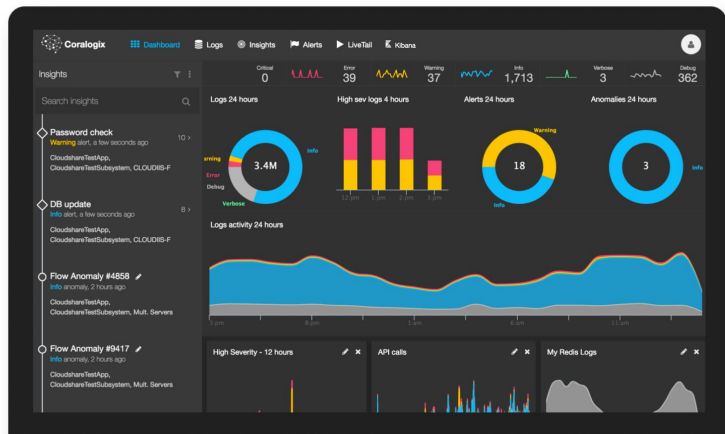 Coralogix Dashboard Logs Insights Alerts LiveTail Kibana
Insights
Critical
0
Error
39
Warning
37
Info
1,713
Verbose
3
Debug
362
Search Insights
Password check
10 >
Warning alert, a few seconds ago
CloudshareTestApp,
CloudshareTestSubsystem, CLOUDIIS-F
DB update
8 >
Info alert, a few seconds ago
CloudshareTestApp,
CloudshareTestSubsystem, CLOUDIIS-F
Flow Anomaly #4858
Info anomaly, 2 hours ago
CloudshareTestApp,
CloudshareTestSubsystem, Mult. Servers
Flow Anomaly #9417
Info anomaly, 2 hours ago
CloudshareTestApp,
CloudshareTestSubsystem, Mult. Servers
Logs 24 hours
arning
Error
Debug
Verbose
Info
3.4M
High sev logs 4 hours
12 pm 1 pm 2 pm 3 pm
Alerts 24 hours
Warning
18
Info
Anomalies 24 hours
3
Info
Logs activity 24 hours
3 pm 8 pm 1 am 6 am 11 am
High Severity - 12 hours
API calls
My Redis Logs